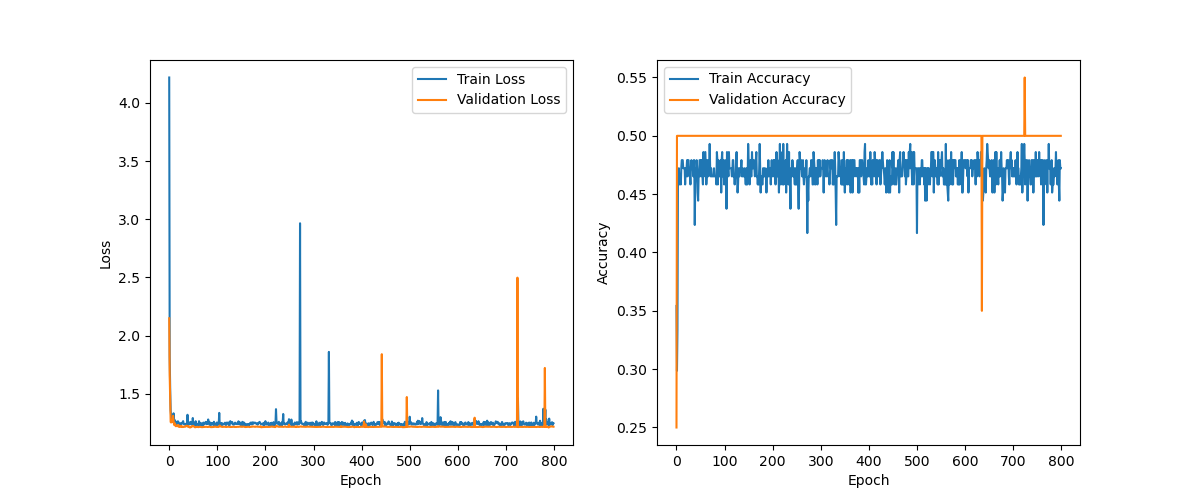 Train Loss
Validation Loss
4.0
3.5
3.0
2.5
2.0
1.5
Loss
0 100 200 300 400 500 600 700 800
Epoch
Train Accuracy
Validation Accuracy
0.55
0.50
0.45
0.40
0.35
0.30
0.25
Accuracy
0 100 200 300 400 500 600 700 800
Epoch